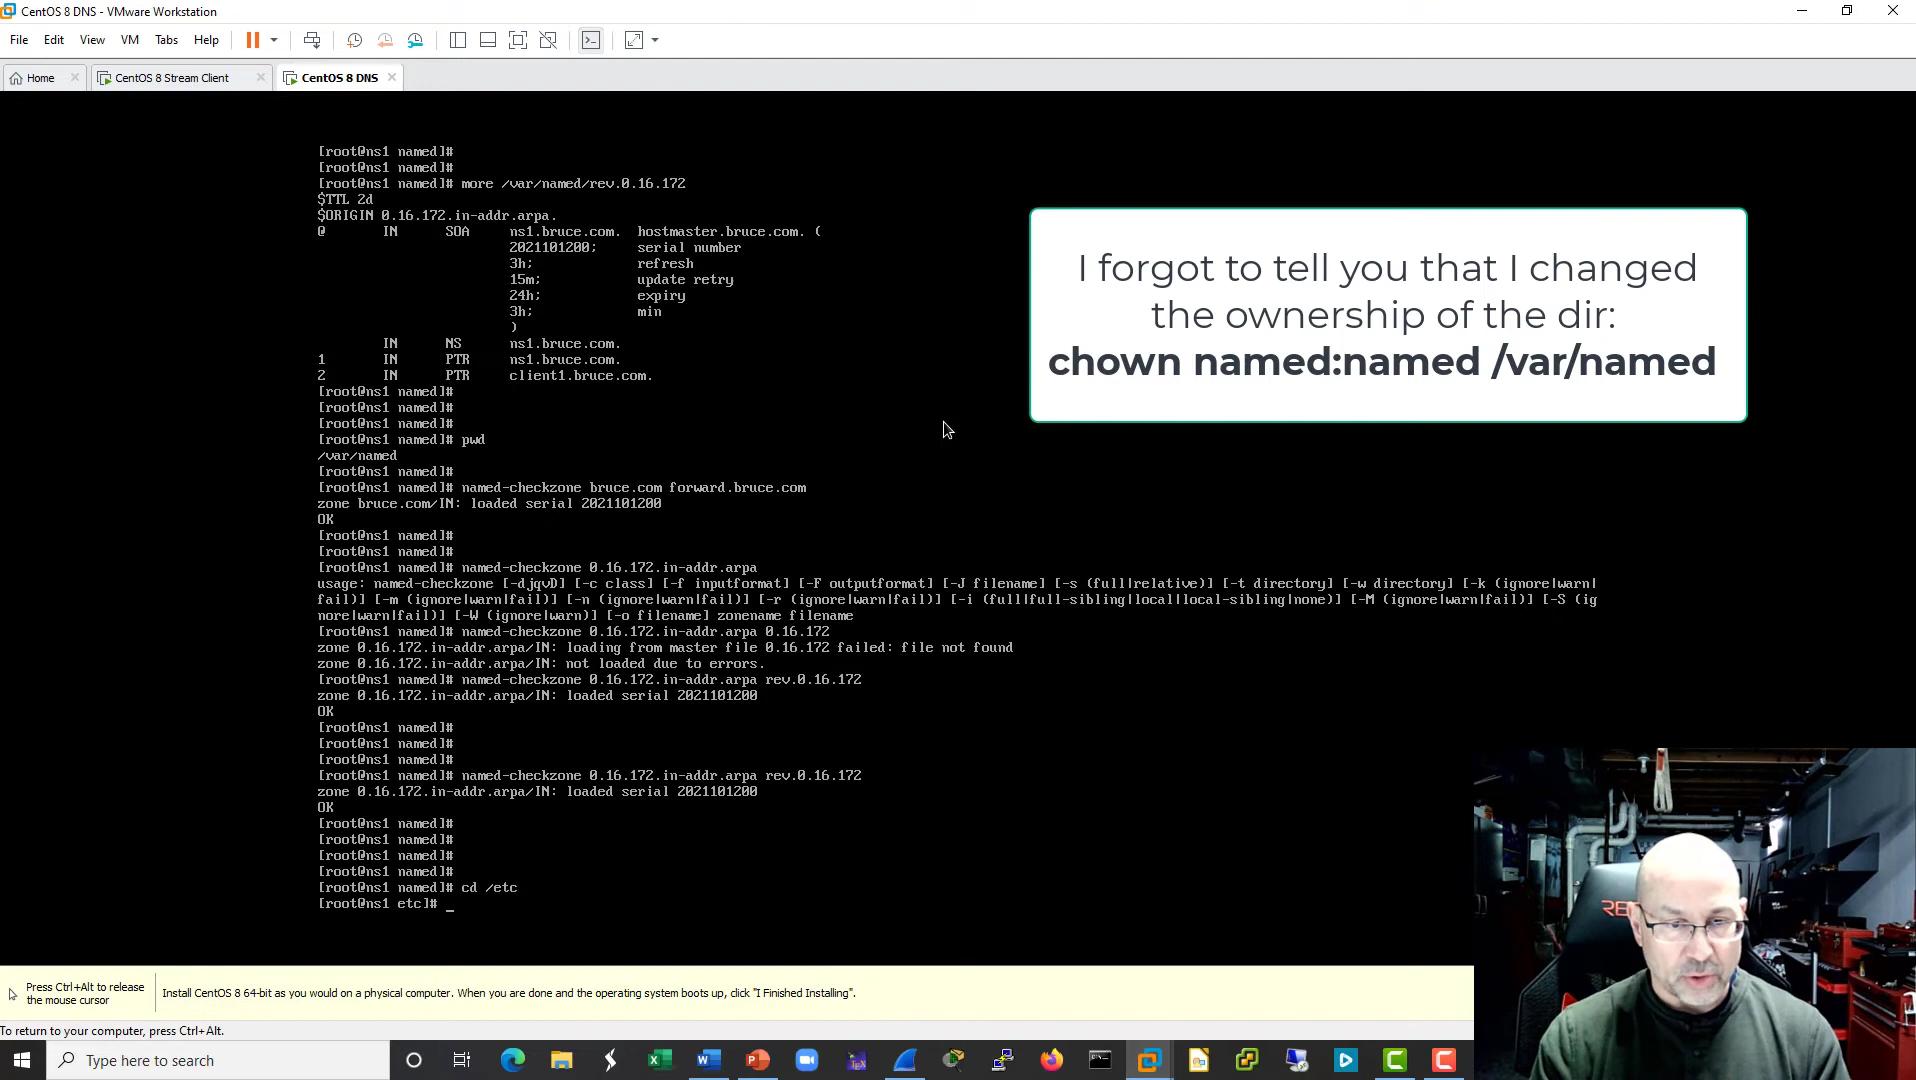 CentOS 8 DNS - VMware Workstation
File Edit View VM Tabs Help
Home CentOS 8 Stream Client CentOS 8 DNS
[root@ns1 named]#
[root@ns1 named]#
[root@ns1 named]# more /var/named/rev.0.16.172
$TTL 2d
$ORIGIN 0.16.172.in-addr.arpa.
@ IN SOA ns1.bruce.com. hostmaster.bruce.com. (
2021101200; serial number
3h; refresh
15m; update retry
24h; expiry
3h; min
)
IN NS ns1.bruce.com.
1 IN PTR ns1.bruce.com.
2 IN PTR client1.bruce.com.
[root@ns1 named]#
[root@ns1 named]#
[root@ns1 named]#
[root@ns1 named]# pwd
/var/named
[root@ns1 named]#
[root@ns1 named]# named-checkzone bruce.com forward.bruce.com
zone bruce.com/IN: loaded serial 2021101200
OK
[root@ns1 named]#
[root@ns1 named]#
[root@ns1 named]# named-checkzone 0.16.172.in-addr.arpa
usage: named-checkzone [-djqvD] [-c class] [-f inputformat] [-F outputformat] [-J filename] [-s (full|relative)] [-t directory] [-w directory] [-k (ignore|warn|
fail)] [-m (ignore|warn|fail)] [-n (ignore|warn|fail)] [-r (ignore|warn|fail)] [-i (full|full-sibling|local|local-sibling|none)] [-M (ignore|warn|fail)] [-S (ig
nore|warn|fail)] [-W (ignore|warn)] [-o filename] zonename filename
[root@ns1 named]# named-checkzone 0.16.172.in-addr.arpa 0.16.172
zone 0.16.172.in-addr.arpa/IN: loading from master file 0.16.172 failed: file not found
zone 0.16.172.in-addr.arpa/IN: not loaded due to errors.
[root@ns1 named]# named-checkzone 0.16.172.in-addr.arpa rev.0.16.172
zone 0.16.172.in-addr.arpa/IN: loaded serial 2021101200
OK
[root@ns1 named]#
[root@ns1 named]#
[root@ns1 named]#
[root@ns1 named]# named-checkzone 0.16.172.in-addr.arpa rev.0.16.172
zone 0.16.172.in-addr.arpa/IN: loaded serial 2021101200
OK
[root@ns1 named]#
[root@ns1 named]#
[root@ns1 named]#
[root@ns1 named]#
[root@ns1 named]# cd /etc
[root@ns1 etc]# _
I forgot to tell you that I changed
the ownership of the dir:
chown named:named /var/named
Press Ctrl+Alt to release
the mouse cursor
Install CentOS 8 64-bit as you would on a physical computer. When you are done and the operating system boots up, click "I Finished Installing".
To return to your computer, press Ctrl+Alt.
Type here to search